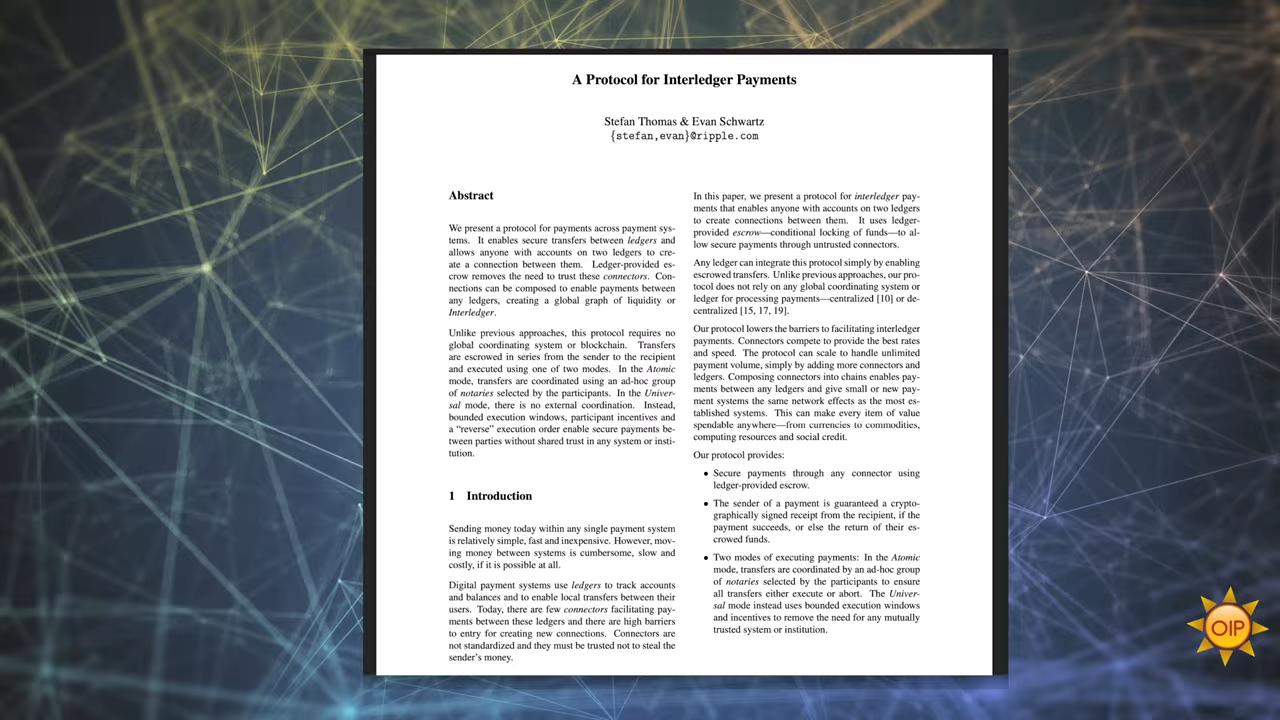 A Protocol for Interledger Payments
Stefan Thomas & Evan Schwartz
{stefan,evan}@ripple.com
Abstract
We present a protocol for payments across payment sys-
tems. It enables secure transfers between ledgers and
allows anyone with accounts on two ledgers to cre-
ate a connection between them. Ledger-provided es-
crow removes the need to trust these connectors. Con-
nections can be composed to enable payments between
any ledgers, creating a global graph of liquidity or
Interledger.
Unlike previous approaches, this protocol requires no
global coordinating system or blockchain. Transfers
are escrowed in series from the sender to the recipient
and executed using one of two modes. In the Atomic
mode, transfers are coordinated using an ad-hoc group
of notaries selected by the participants. In the Univer-
sal mode, there is no external coordination. Instead,
bounded execution windows, participant incentives and
a “reverse” execution order enable secure payments be-
tween parties without shared trust in any system or insti-
tution.
1 Introduction
Sending money today within any single payment system
is relatively simple, fast and inexpensive. However, mov-
ing money between systems is cumbersome, slow and
costly, if it is possible at all.
Digital payment systems use ledgers to track accounts
and balances and to enable local transfers between their
users. Today, there are few connectors facilitating pay-
ments between these ledgers and there are high barriers
to entry for creating new connections. Connectors are
not standardized and they must be trusted not to steal the
sender’s money.
In this paper, we present a protocol for interledger pay-
ments that enables anyone with accounts on two ledgers
to create connections between them. It uses ledger-
provided escrow—conditional locking of funds—to al-
low secure payments through untrusted connectors.
Any ledger can integrate this protocol simply by enabling
escrowed transfers. Unlike previous approaches, our pro-
tocol does not rely on any global coordinating system or
ledger for processing payments—centralized [10] or de-
centralized [15, 17, 19].
Our protocol lowers the barriers to facilitating interledger
payments. Connectors compete to provide the best rates
and speed. The protocol can scale to handle unlimited
payment volume, simply by adding more connectors and
ledgers. Composing connectors into chains enables pay-
ments between any ledgers and give small or new pay-
ment systems the same network effects as the most es-
tablished systems. This can make every item of value
spendable anywhere—from currencies to commodities,
computing resources and social credit.
Our protocol provides:
• Secure payments through any connector using
ledger-provided escrow.
• The sender of a payment is guaranteed a crypto-
graphically signed receipt from the recipient, if the
payment succeeds, or else the return of their es-
crowed funds.
• Two modes of executing payments: In the Atomic
mode, transfers are coordinated by an ad-hoc group
of notaries selected by the participants to ensure
all transfers either execute or abort. The Univer-
sal mode instead uses bounded execution windows
and incentives to remove the need for any mutually
trusted system or institution.
OIP